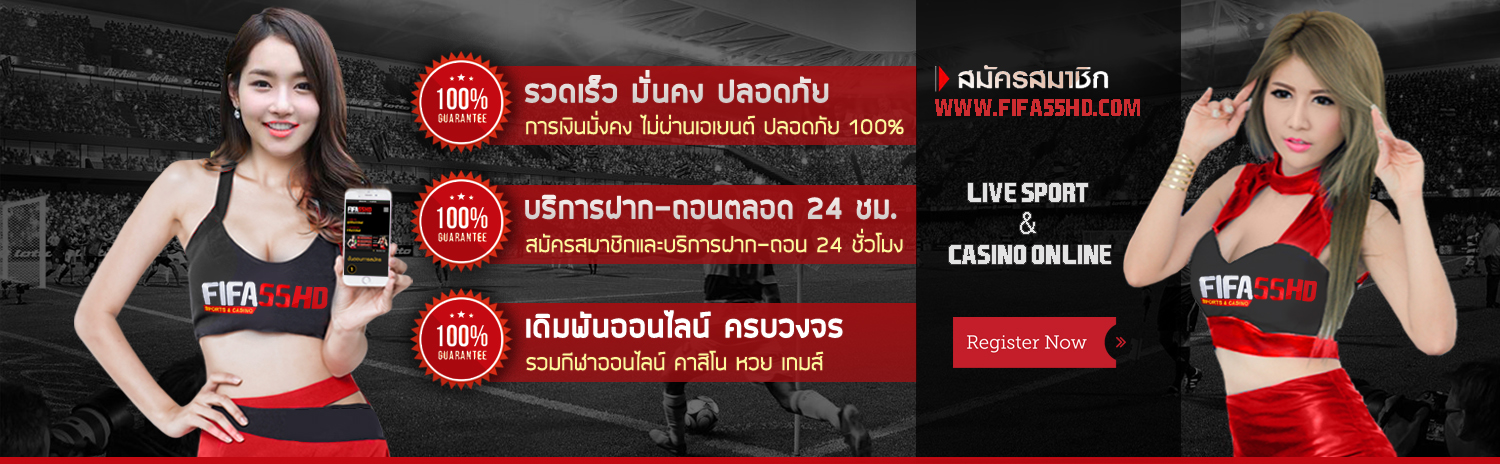 100%
GUARANTEE
รวดเร็ว มั่นคง ปลอดภัย
การเงินมั่งคง ไม่ผ่านเอเยนต์ ปลอดภัย 100%
100%
GUARANTEE
บริการฝาก-ถอนตลอด 24 ชม.
สมัครสมาชิกและบริการฝาก-ถอน 24 ชั่วโมง
100%
GUARANTEE
เดิมพันออนไลน์ ครบวงจร
รวมกีฬาออนไลน์ คาสิโน หวย เกมส์
สมัครสมาชิก
WWW.FIFA55HD.COM
LIVE SPORT
&
CASINO ONLINE
Register Now
FIFA55HD
SPORTS & CASINO
FIFA55HD
FIFA55HD
SPORTS & CASINO